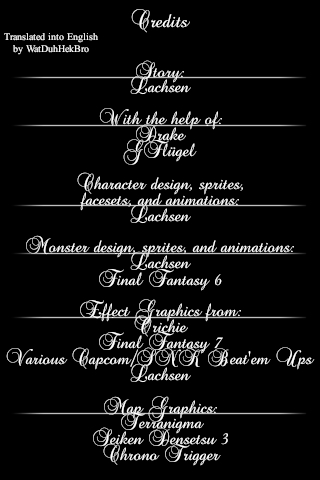 Credits
Translated into English
by WatDuhHekBro
Story:
Lachsen
With the help of:
Drake
G-Flügel
Character design, sprites,
facesets, and animations:
Lachsen
Monster design, sprites, and animations:
Lachsen
Final Fantasy 6
Effect Graphics from:
Crichie
Final Fantasy 7
Various Capcom/SNK Beat'em Ups
Lachsen
Map Graphics:
Terranigma
Seiken Densetsu 3
Chrono Trigger